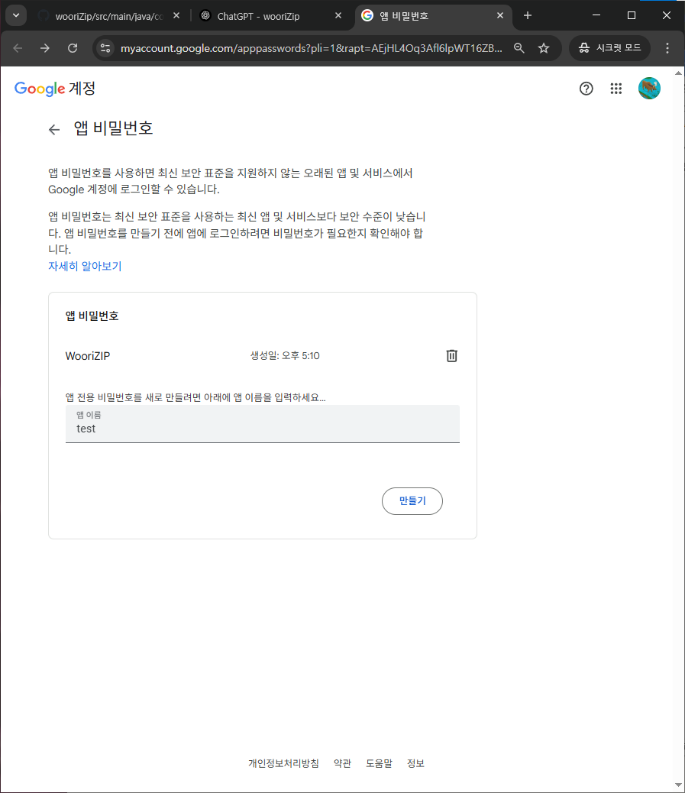 wooriZip/src/main/java/cc
ChatGPT - wooriZip
앱 비밀번호
myaccount.google.com/apppasswords?pli=1&rapt=AEjHL4Oq3Afl6lpWT16ZB...
시크릿 모드
Google 계정
앱 비밀번호
앱 비밀번호를 사용하면 최신 보안 표준을 지원하지 않는 오래된 앱 및 서비스에서
Google 계정에 로그인할 수 있습니다.
앱 비밀번호는 최신 보안 표준을 사용하는 최신 앱 및 서비스보다 보안 수준이 낮습니
다. 앱 비밀번호를 만들기 전에 앱에 로그인하려면 비밀번호가 필요한지 확인해야 합
니다.
자세히 알아보기
앱 비밀번호
WooriZIP 생성일: 오후 5:10
앱 전용 비밀번호를 새로 만들려면 아래에 앱 이름을 입력하세요...
앱 이름
test
만들기
개인정보처리방침 약관 도움말 정보